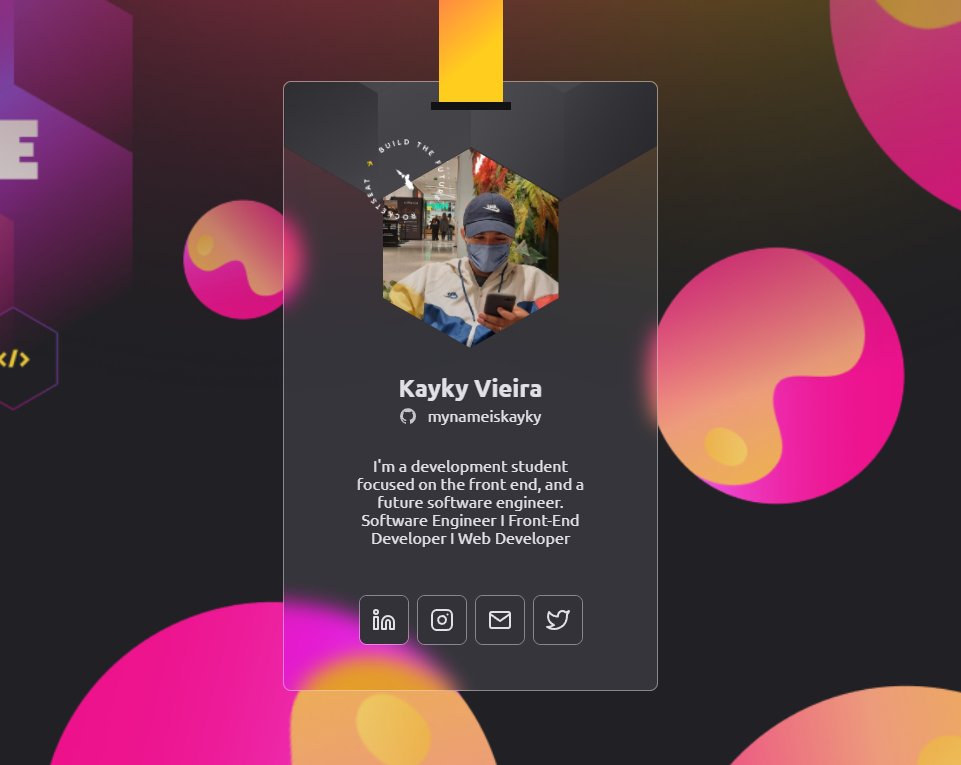 E
BUILD THE FUTURE
ROCKETSEAT
</>
Kayky Vieira
mynameiskayky
I'm a development student
focused on the front end, and a
future software engineer.
Software Engineer I Front-End
Developer I Web Developer
in